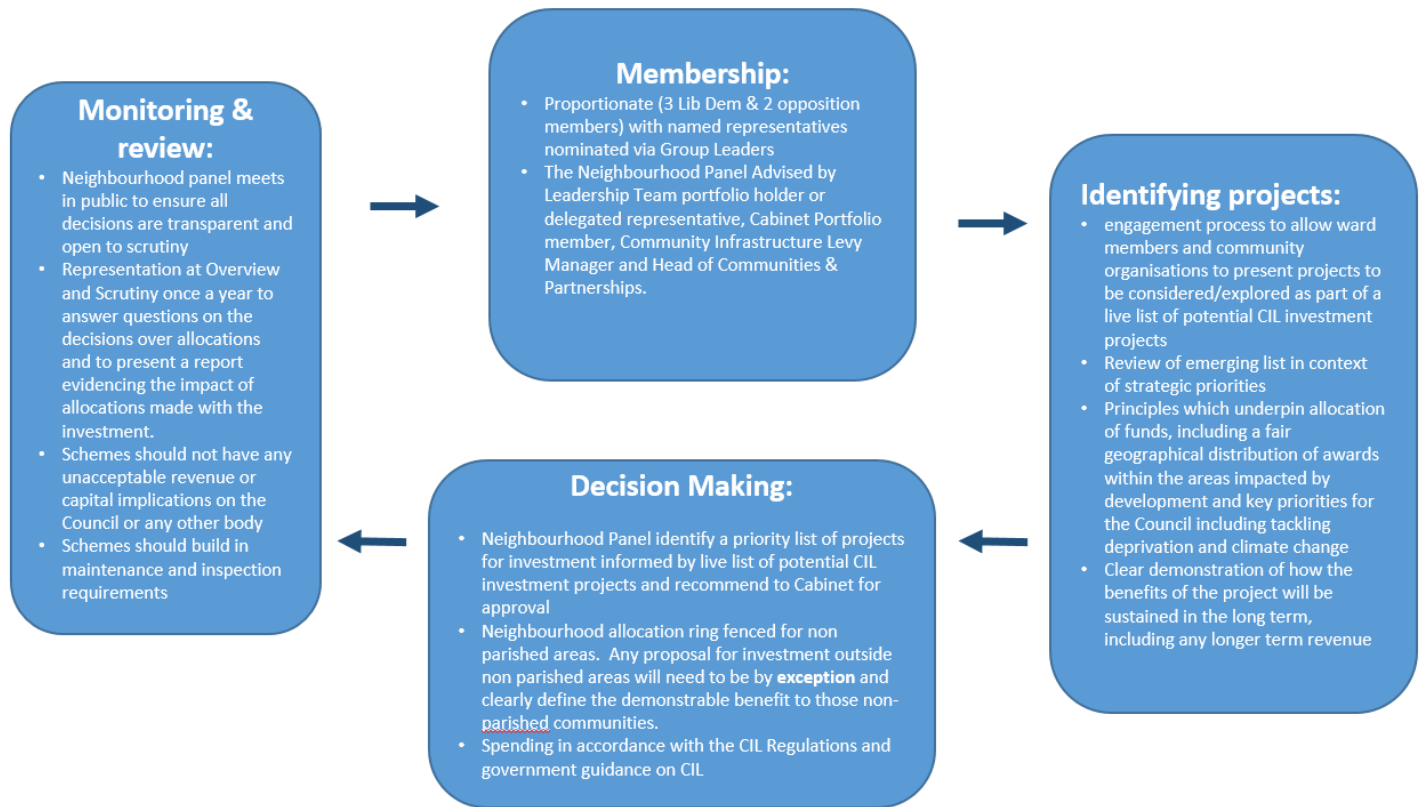 Monitoring &
review:
• Neighbourhood panel meets
in public to ensure all
decisions are transparent and
open to scrutiny
• Representation at Overview
and Scrutiny once a year to
answer questions on the
decisions over allocations
and to present a report
evidencing the impact of
allocations made with the
investment.
• Schemes should not have any
unacceptable revenue or
capital implications on the
Council or any other body
• Schemes should build in
maintenance and inspection
requirements
Membership:
• Proportionate (3 Lib Dem & 2 opposition
members) with named representatives
nominated via Group Leaders
• The Neighbourhood Panel Advised by
Leadership Team portfolio holder or
delegated representative, Cabinet Portfolio
member, Community Infrastructure Levy
Manager and Head of Communities &
Partnerships.
Identifying projects:
• engagement process to allow ward
members and community
organisations to present projects to
be considered/explored as part of a
live list of potential CIL investment
projects
• Review of emerging list in context
of strategic priorities
• Principles which underpin allocation
of funds, including a fair
geographical distribution of awards
within the areas impacted by
development and key priorities for
the Council including tackling
deprivation and climate change
• Clear demonstration of how the
benefits of the project will be
sustained in the long term,
including any longer term revenue
Decision Making:
• Neighbourhood Panel identify a priority list of projects
for investment informed by live list of potential CIL
investment projects and recommend to Cabinet for
approval
• Neighbourhood allocation ring fenced for non
parished areas.  Any proposal for investment outside
non parished areas will need to be by exception and
clearly define the demonstrable benefit to those non-
parished communities.
• Spending in accordance with the CIL Regulations and
government guidance on CIL